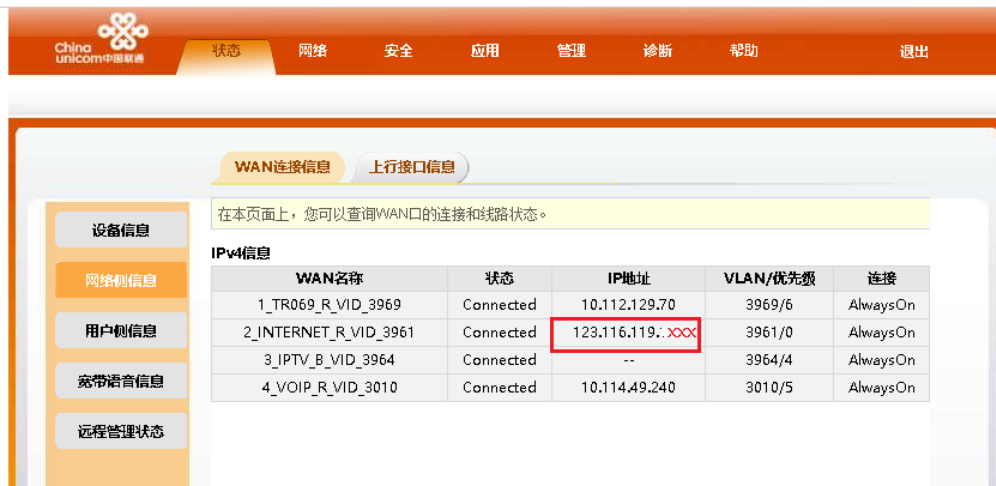 China
unicom中国联通
状态 网络 安全 应用 管理 诊断 帮助 退出
WAN连接信息 上行接口信息
在本页面上，您可以查询WAN口的连接和线路状态。
设备信息
网络侧信息
用户侧信息
宽带语音信息
远程管理状态
IPv4信息
WAN名称 状态 IP地址 VLAN/优先级 连接
1_TR069_R_VID_3969 Connected 10.112.129.70 3969/6 AlwaysOn
2_INTERNET_R_VID_3961 Connected 123.116.119.XXX 3961/0 AlwaysOn
3_IPTV_B_VID_3964 Connected -- 3964/4 AlwaysOn
4_VOIP_R_VID_3010 Connected 10.114.49.240 3010/5 AlwaysOn